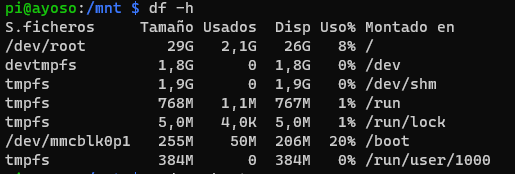 pi@ayoso:/mnt $ df -h
S.ficheros Tamaño Usados Disp Uso% Montado en
/dev/root 29G 2,1G 26G 8% /
devtmpfs 1,8G 0 1,8G 0% /dev
tmpfs 1,9G 0 1,9G 0% /dev/shm
tmpfs 768M 1,1M 767M 1% /run
tmpfs 5,0M 4,0K 5,0M 1% /run/lock
/dev/mmcblk0p1 255M 50M 206M 20% /boot
tmpfs 384M 0 384M 0% /run/user/1000